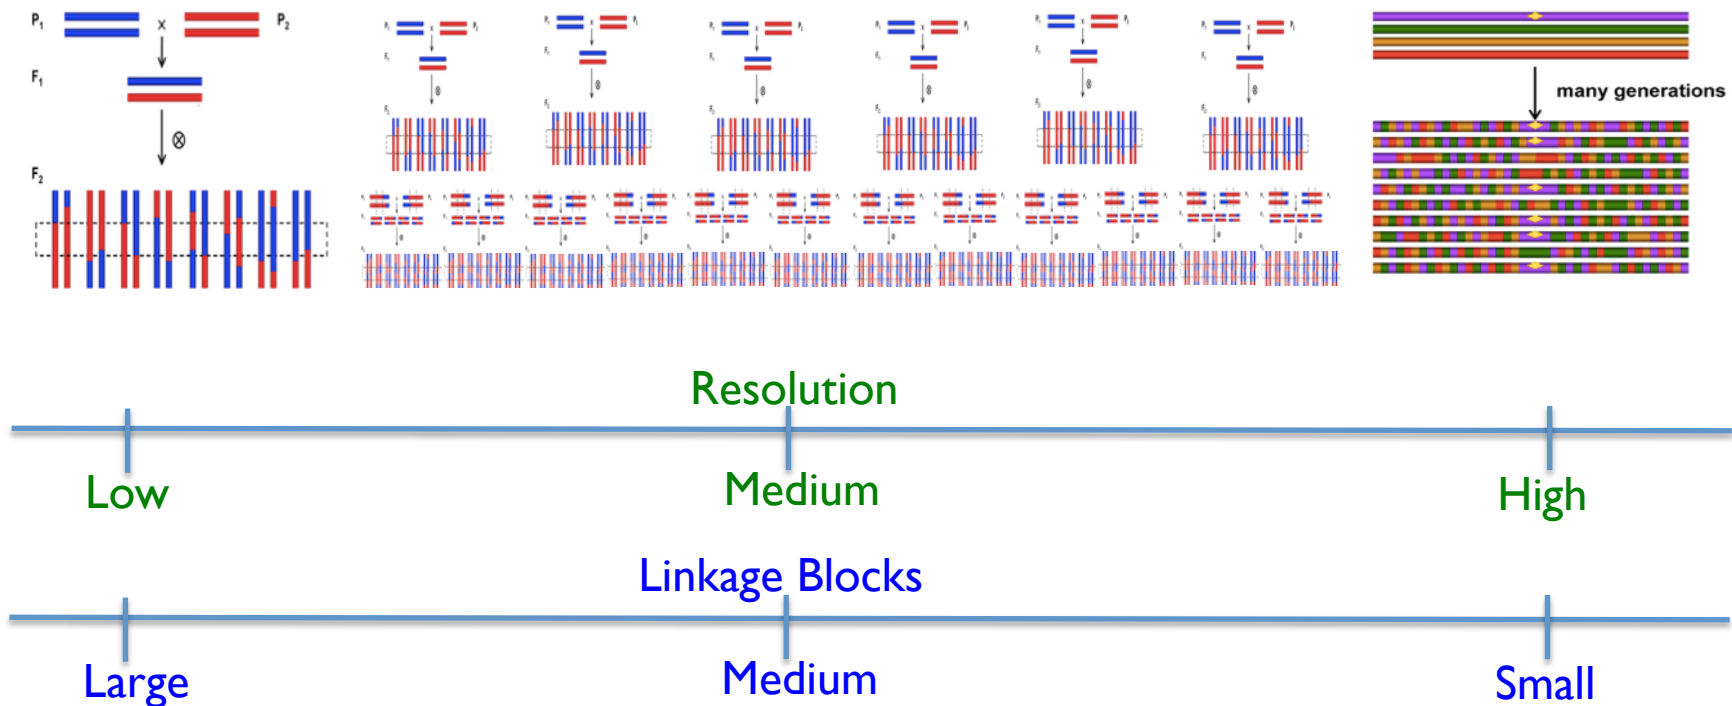 P₁ x P₂
F₁
F₂
many generations
Resolution
Low Medium High
Linkage Blocks
Large Medium Small